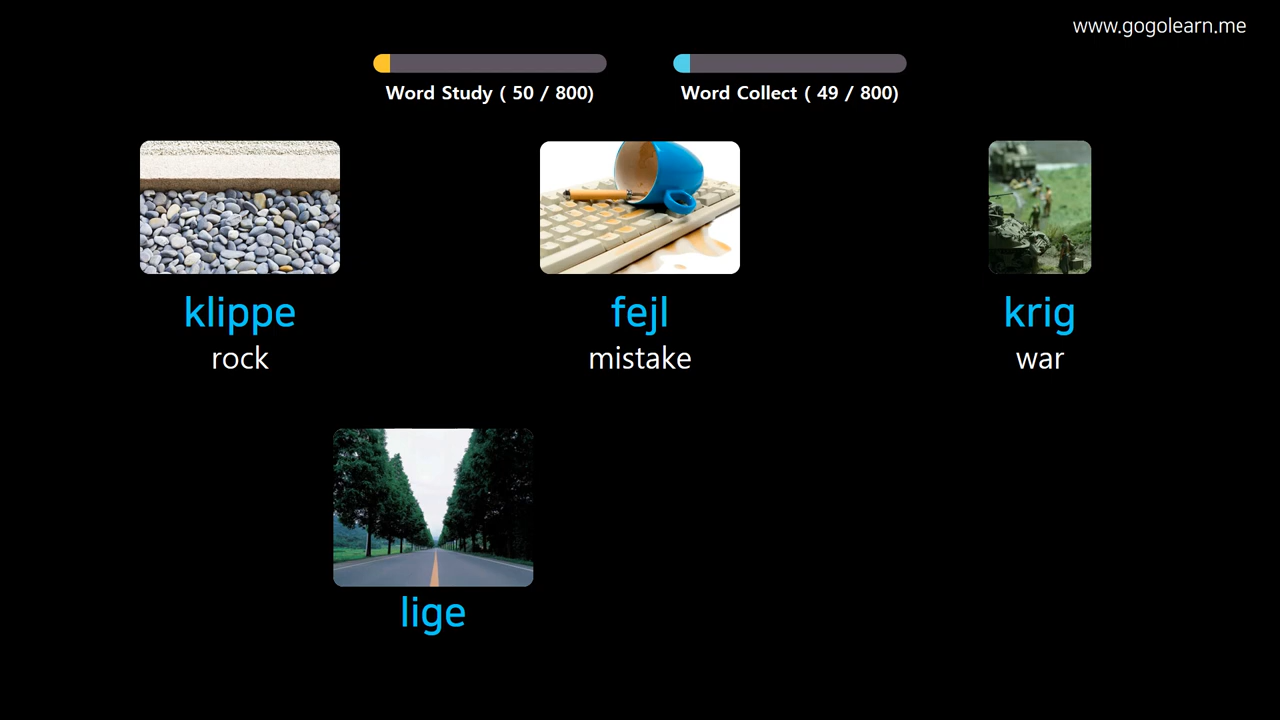 www.gogolearn.me
Word Study ( 50 / 800)
Word Collect ( 49 / 800)
klippe
rock
fejl
mistake
krig
war
lige